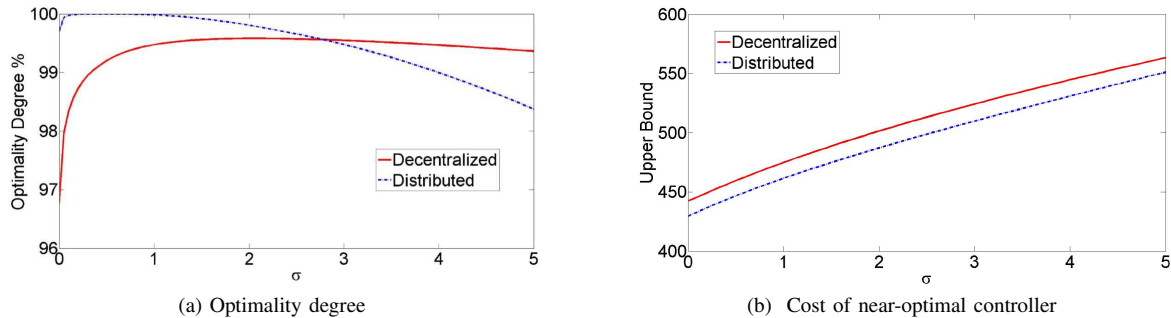 100
99
98
97
96
Optimality Degree %
Decentralized
Distributed
0 1 2 3 4 5
σ
(a) Optimality degree
600
550
500
450
400
Upper Bound
Decentralized
Distributed
0 1 2 3 4 5
σ
(b) Cost of near-optimal controller